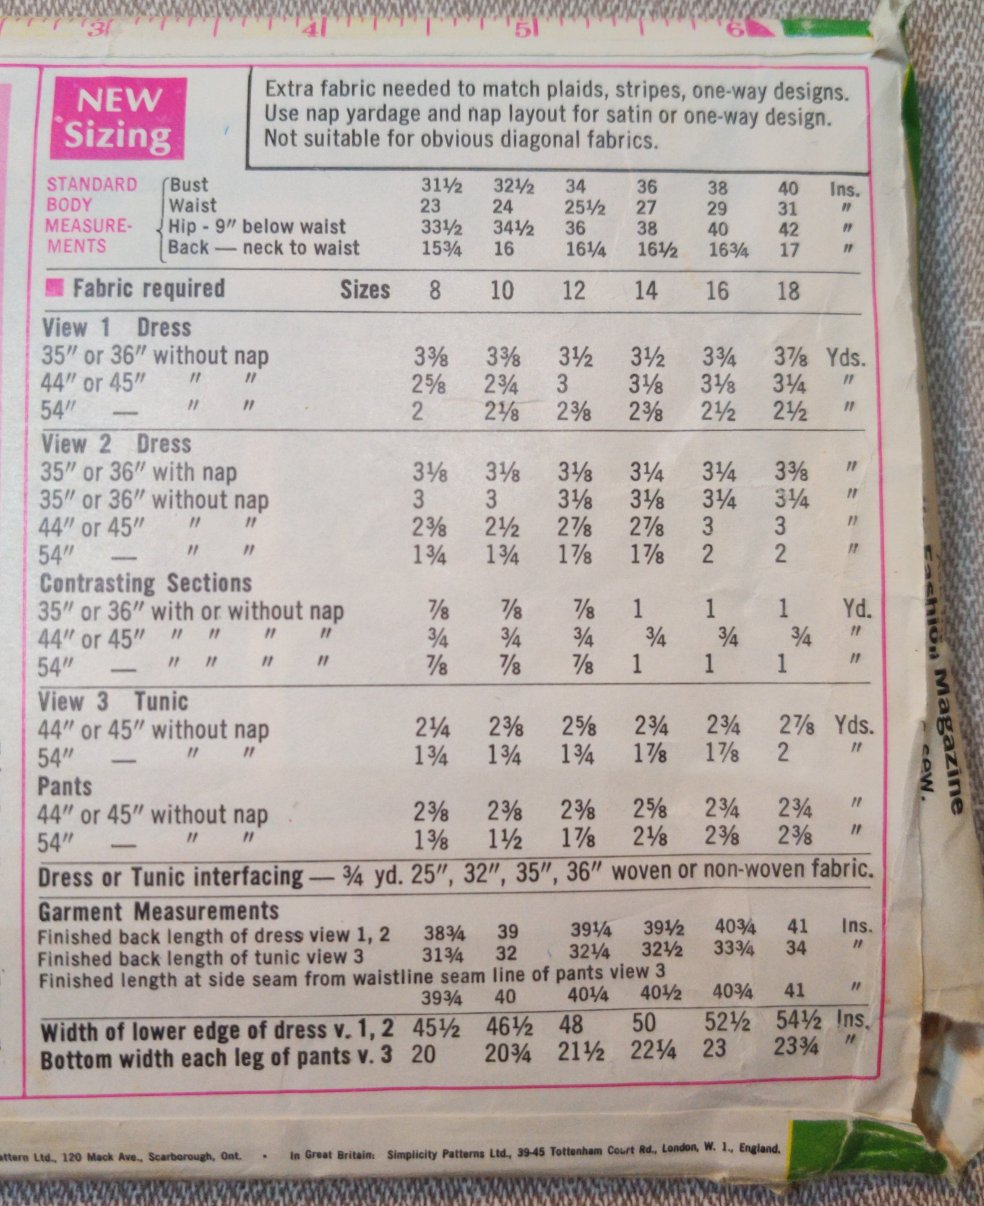 3 4 5 6
NEW
Sizing
Extra fabric needed to match plaids, stripes, one-way designs.
Use nap yardage and nap layout for satin or one-way design.
Not suitable for obvious diagonal fabrics.
STANDARD Bust 31½ 32½ 34 36 38 40 Ins.
BODY Waist 23 24 25½ 27 29 31 "
MEASURE- Hip - 9" below waist 33½ 34½ 36 38 40 42 "
MENTS Back — neck to waist 15¾ 16 16¼ 16½ 16¾ 17 "
Fabric required Sizes 8 10 12 14 16 18
View 1 Dress
35" or 36" without nap 3⅜ 3⅜ 3½ 3½ 3¾ 3⅞ Yds.
44" or 45" " " 2⅝ 2¾ 3 3⅛ 3⅛ 3¼ "
54" — " " 2 2⅛ 2⅜ 2⅜ 2½ 2½ "
View 2 Dress
35" or 36" with nap 3⅛ 3⅛ 3⅛ 3¼ 3¼ 3⅜ "
35" or 36" without nap 3 3 3⅛ 3⅛ 3¼ 3¼ "
44" or 45" " " 2⅜ 2½ 2⅞ 2⅞ 3 3 "
54" — " " 1¾ 1¾ 1⅞ 1⅞ 2 2 "
Contrasting Sections
35" or 36" with or without nap ⅞ ⅞ ⅞ 1 1 1 Yd.
44" or 45" " " " " ¾ ¾ ¾ ¾ ¾ ¾ "
54" — " " " " ⅞ ⅞ ⅞ 1 1 1 "
View 3 Tunic
44" or 45" without nap 2¼ 2⅜ 2⅝ 2¾ 2¾ 2⅞ Yds.
54" — " " 1¾ 1¾ 1¾ 1⅞ 1⅞ 2 "
Pants
44" or 45" without nap 2⅜ 2⅜ 2⅜ 2⅝ 2¾ 2¾ "
54" — " " 1⅜ 1½ 1⅞ 2⅛ 2⅜ 2⅜ "
Dress or Tunic interfacing — ¾ yd. 25", 32", 35", 36" woven or non-woven fabric.
Garment Measurements
Finished back length of dress view 1, 2 38¾ 39 39¼ 39½ 40¾ 41 Ins.
Finished back length of tunic view 3 31¾ 32 32¼ 32½ 33¾ 34 "
Finished length at side seam from waistline seam line of pants view 3
39¾ 40 40¼ 40½ 40¾ 41 "
Width of lower edge of dress v. 1, 2 45½ 46½ 48 50 52½ 54½ Ins.
Bottom width each leg of pants v. 3 20 20¾ 21½ 22¼ 23 23¾ "
Ltd., 120 Mack Ave., Scarborough, Ont. • In Great Britain: Simplicity Patterns Ltd., 39-45 Tottenham Court Rd., London, W. 1., England.
Fashion Magazine
sew.